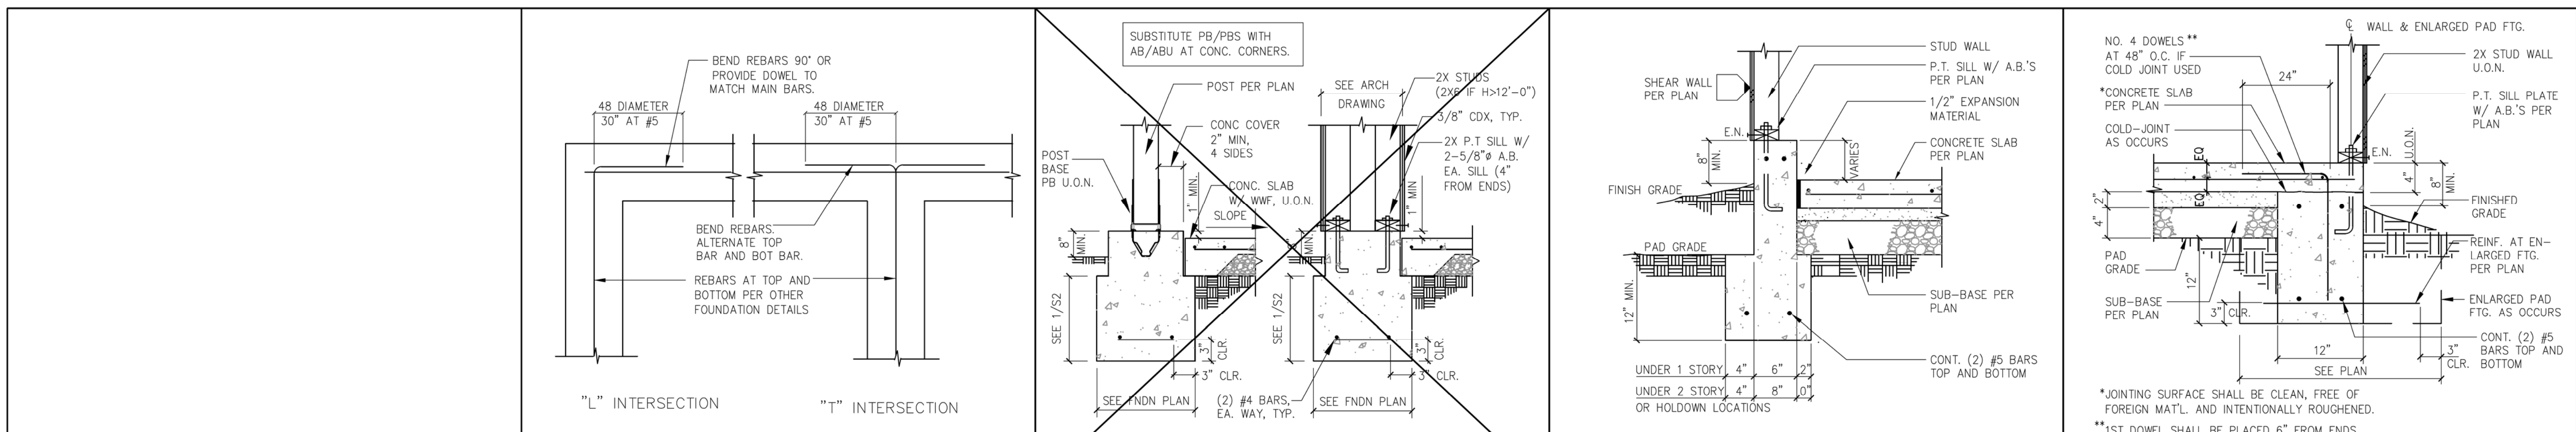 BEND REBARS 90° OR
PROVIDE DOWEL TO
MATCH MAIN BARS.
48 DIAMETER
30" AT #5
48 DIAMETER
30" AT #5
BEND REBARS.
ALTERNATE TOP
BAR AND BOT BAR.
REBARS AT TOP AND
BOTTOM PER OTHER
FOUNDATION DETAILS
"L" INTERSECTION
"T" INTERSECTION
SUBSTITUTE PB/PBS WITH
AB/ABU AT CONC. CORNERS.
POST PER PLAN
CONC COVER
2" MIN,
4 SIDES
POST
BASE
PB U.O.N.
CONC. SLAB
W/ WWF, U.O.N.
SLOPE
1" MIN.
8"
MIN.
SEE 1/S2
3"
CLR.
3" CLR.
SEE FNDN PLAN
SEE ARCH
DRAWING
2X STUDS
(2X6 IF H>12'-0")
3/8" CDX, TYP.
2X P.T SILL W/
2-5/8"ø A.B.
EA. SILL (4"
FROM ENDS)
1" MIN
MIN.
SEE 1/S2
3"
CLR.
3" CLR.
(2) #4 BARS,
EA. WAY, TYP.
SEE FNDN PLAN
SHEAR WALL
PER PLAN
STUD WALL
P.T. SILL W/ A.B.'S
PER PLAN
1/2" EXPANSION
MATERIAL
E.N.
8"
MIN.
VARIES
CONCRETE SLAB
PER PLAN
FINISH GRADE
PAD GRADE
12" MIN.
SUB-BASE PER
PLAN
CONT. (2) #5 BARS
TOP AND BOTTOM
UNDER 1 STORY 4" 6" 2"
UNDER 2 STORY 4" 8" 0"
OR HOLDOWN LOCATIONS
℄ WALL & ENLARGED PAD FTG.
NO. 4 DOWELS**
AT 48" O.C. IF
COLD JOINT USED
*CONCRETE SLAB
PER PLAN
COLD-JOINT
AS OCCURS
24"
2X STUD WALL
U.O.N.
P.T. SILL PLATE
W/ A.B.'S PER
PLAN
E.N.
EQ
EQ
4" U.O.N.
8"
MIN.
2"
4"
FINISHED
GRADE
PAD
GRADE
12"
REINF. AT EN-
LARGED FTG.
PER PLAN
SUB-BASE
PER PLAN
3" CLR.
ENLARGED PAD
FTG. AS OCCURS
12"
3"
CLR.
CONT. (2) #5
BARS TOP AND
BOTTOM
SEE PLAN
*JOINTING SURFACE SHALL BE CLEAN, FREE OF
FOREIGN MAT'L. AND INTENTIONALLY ROUGHENED.
**1ST DOWEL SHALL BE PLACED 6" FROM ENDS